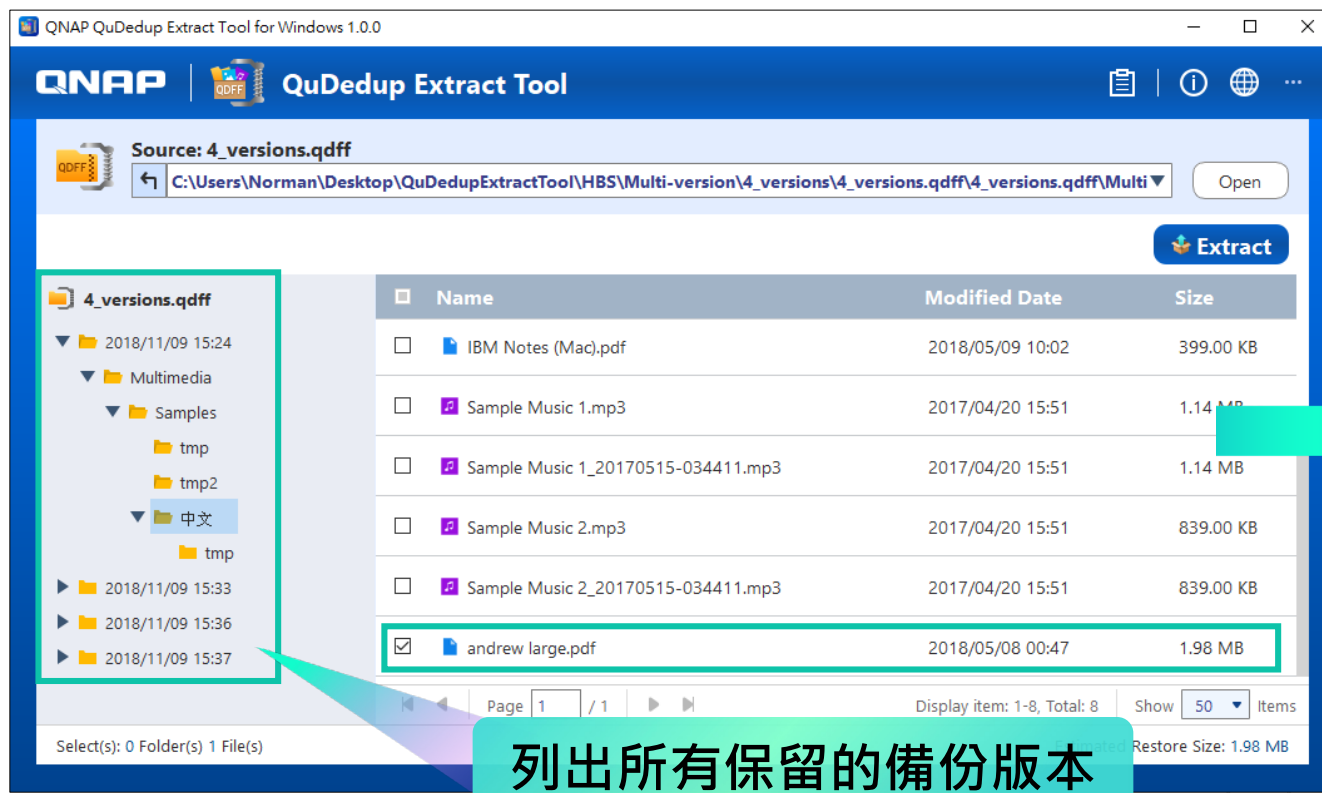 QNAP QuDedup Extract Tool for Windows 1.0.0
QNAP QDFF QuDedup Extract Tool
QDFF
Source: 4_versions.qdff
C:\Users\Norman\Desktop\QuDedupExtractTool\HBS\Multi-version\4_versions\4_versions.qdff\4_versions.qdff\Multi
Open
Extract
4_versions.qdff
2018/11/09 15:24
Multimedia
Samples
tmp
tmp2
中文
tmp
2018/11/09 15:33
2018/11/09 15:36
2018/11/09 15:37
Name Modified Date Size
IBM Notes (Mac).pdf 2018/05/09 10:02 399.00 KB
Sample Music 1.mp3 2017/04/20 15:51 1.14 MB
Sample Music 1_20170515-034411.mp3 2017/04/20 15:51 1.14 MB
Sample Music 2.mp3 2017/04/20 15:51 839.00 KB
Sample Music 2_20170515-034411.mp3 2017/04/20 15:51 839.00 KB
andrew large.pdf 2018/05/08 00:47 1.98 MB
Page 1 / 1 Display item: 1-8, Total: 8 Show 50 Items
Select(s): 0 Folder(s) 1 File(s) Estimated Restore Size: 1.98 MB
列出所有保留的備份版本